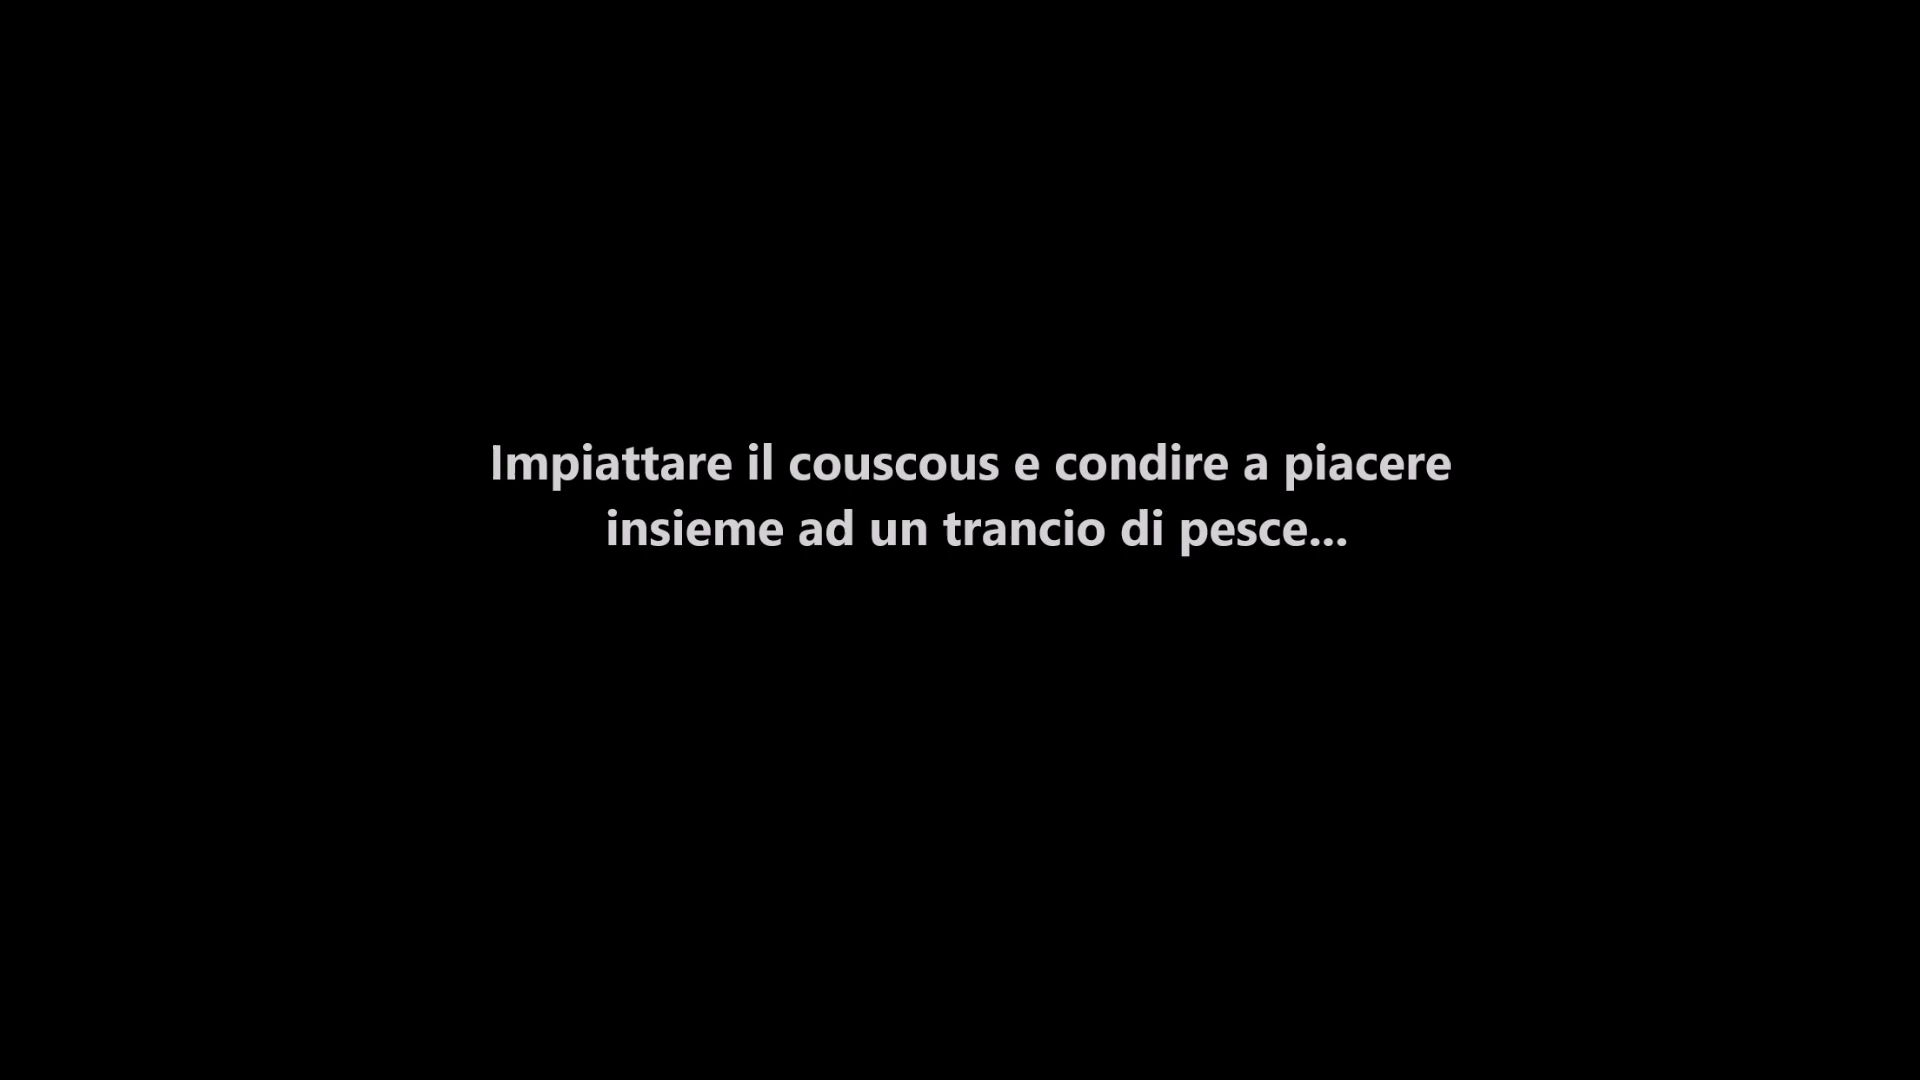 Impiattare il couscous e condire a piacere
insieme ad un trancio di pesce...